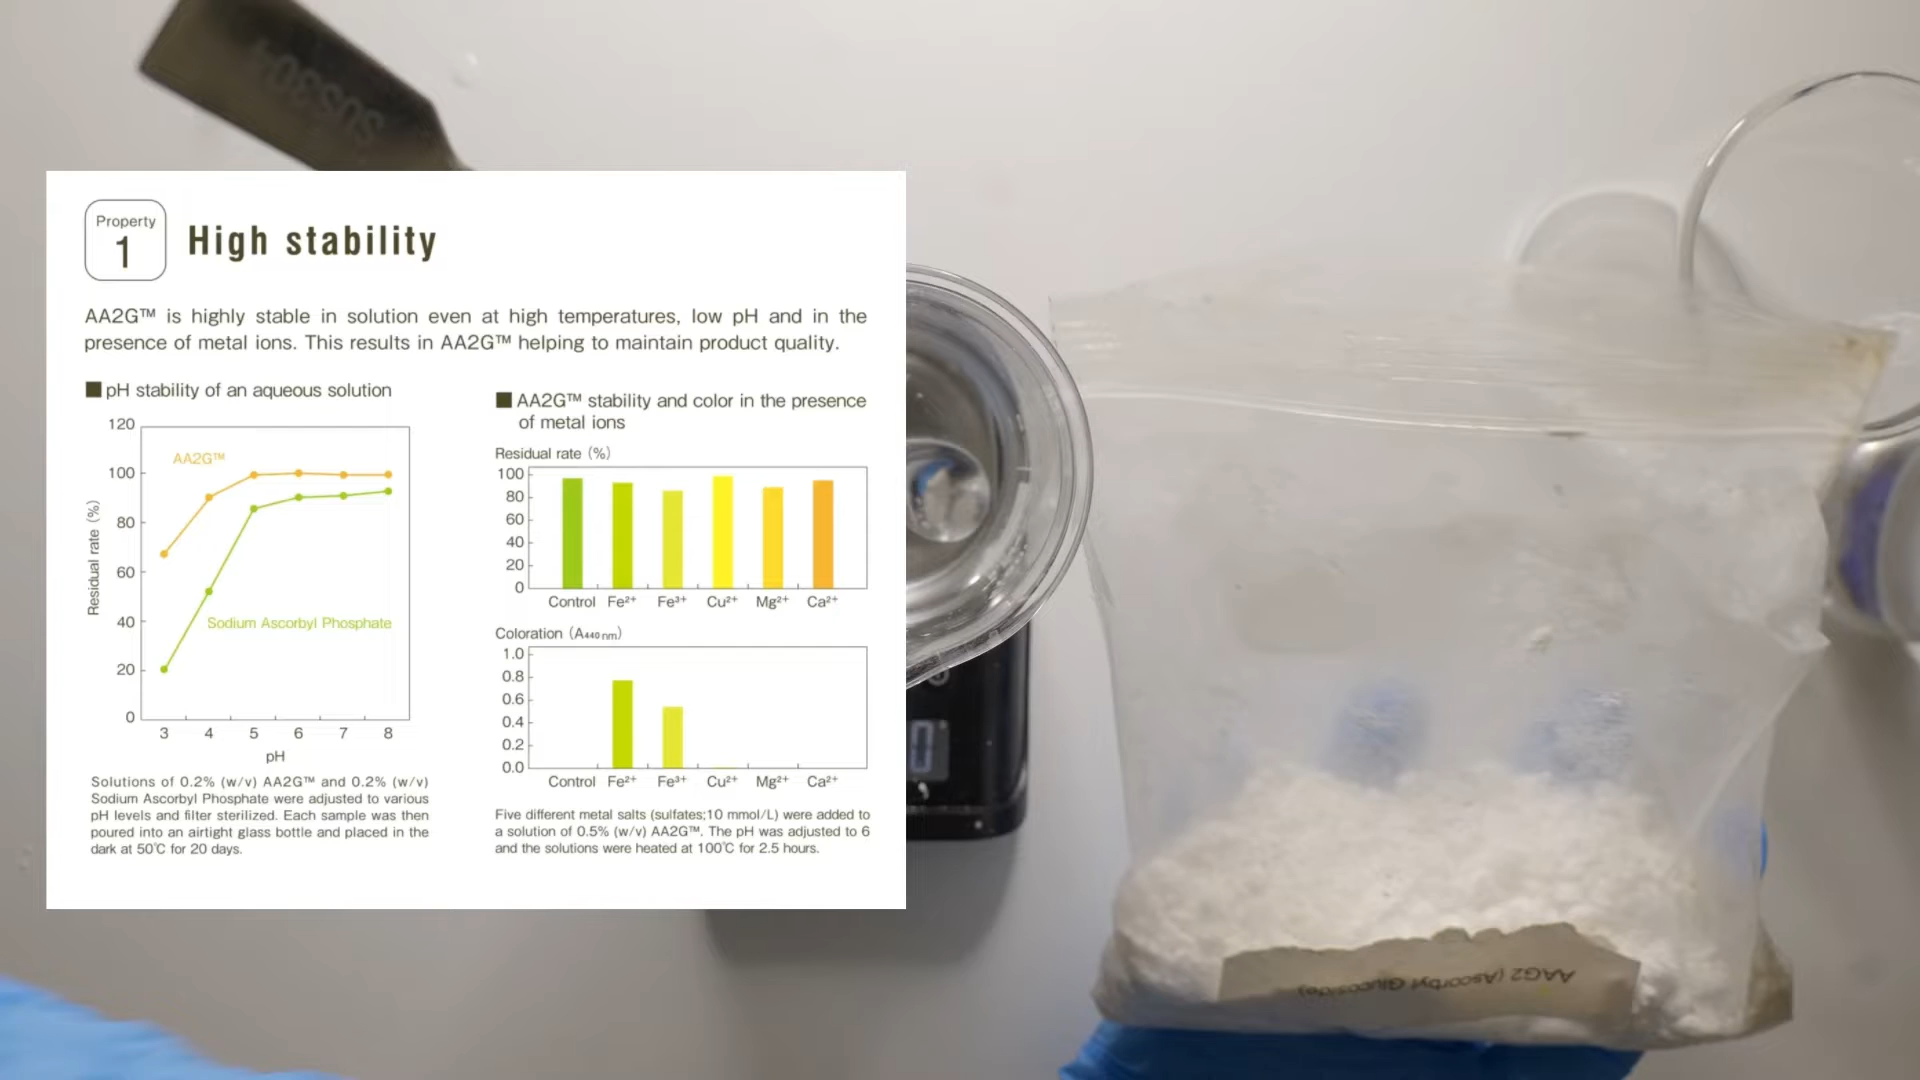 SUS304
Property
1
High stability
AA2G™ is highly stable in solution even at high temperatures, low pH and in the
presence of metal ions. This results in AA2G™ helping to maintain product quality.
■ pH stability of an aqueous solution
120
100
80
60
40
20
0
Residual rate (%)
AA2G™
Sodium Ascorbyl Phosphate
3 4 5 6 7 8
pH
Solutions of 0.2% (w/v) AA2G™ and 0.2% (w/v)
Sodium Ascorbyl Phosphate were adjusted to various
pH levels and filter sterilized. Each sample was then
poured into an airtight glass bottle and placed in the
dark at 50℃ for 20 days.
■ AA2G™ stability and color in the presence
of metal ions
Residual rate (%)
100
80
60
40
20
0
Control Fe²⁺ Fe³⁺ Cu²⁺ Mg²⁺ Ca²⁺
Coloration (A440 nm)
1.0
0.8
0.6
0.4
0.2
0.0
Control Fe²⁺ Fe³⁺ Cu²⁺ Mg²⁺ Ca²⁺
Five different metal salts (sulfates;10 mmol/L) were added to
a solution of 0.5% (w/v) AA2G™. The pH was adjusted to 6
and the solutions were heated at 100℃ for 2.5 hours.
0
AAG2 (Ascorbyl Glucoside)